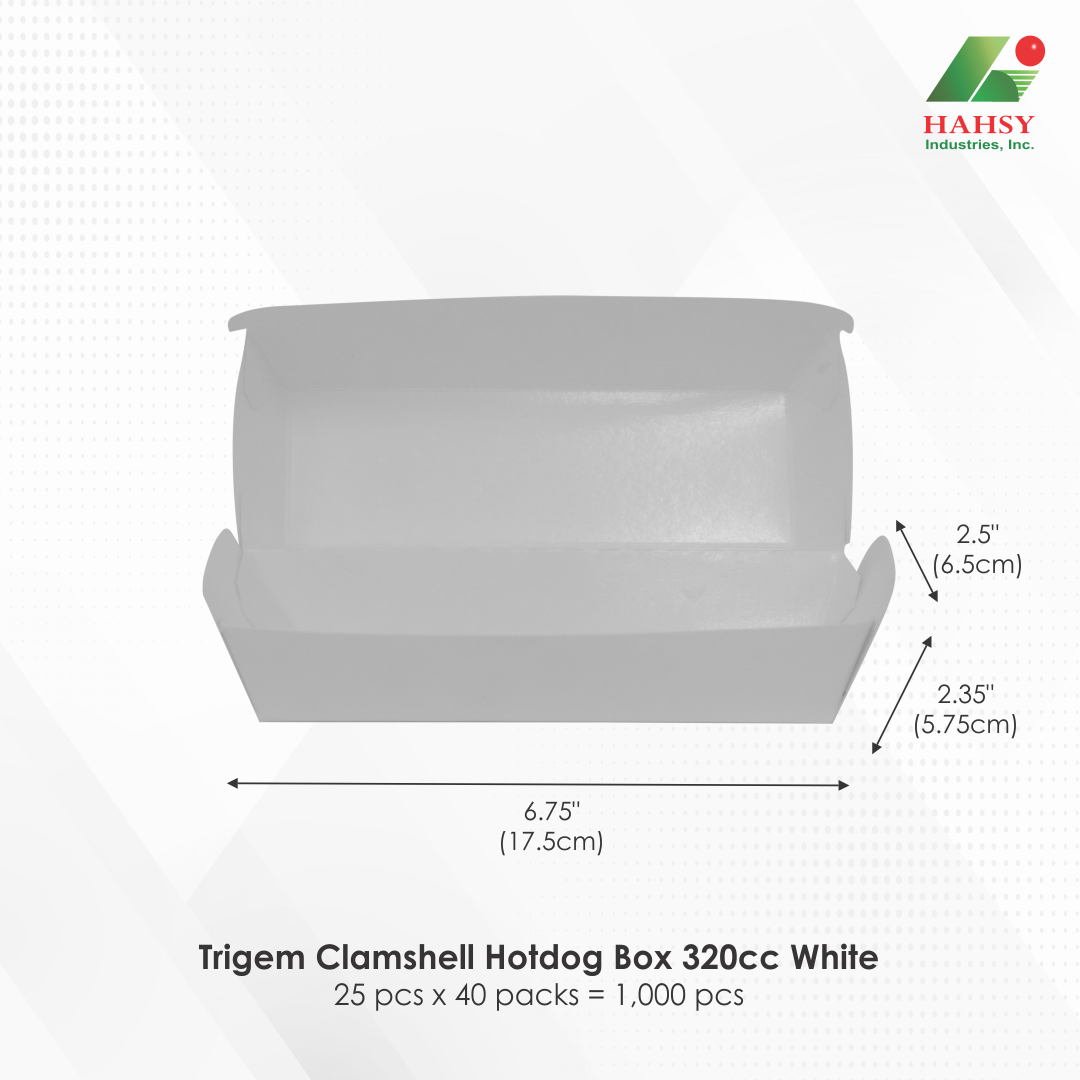 HAHSY
Industries, Inc.
2.5"
(6.5cm)
2.35"
(5.75cm)
6.75"
(17.5cm)
Trigem Clamshell Hotdog Box 320cc White
25 pcs x 40 packs = 1,000 pcs